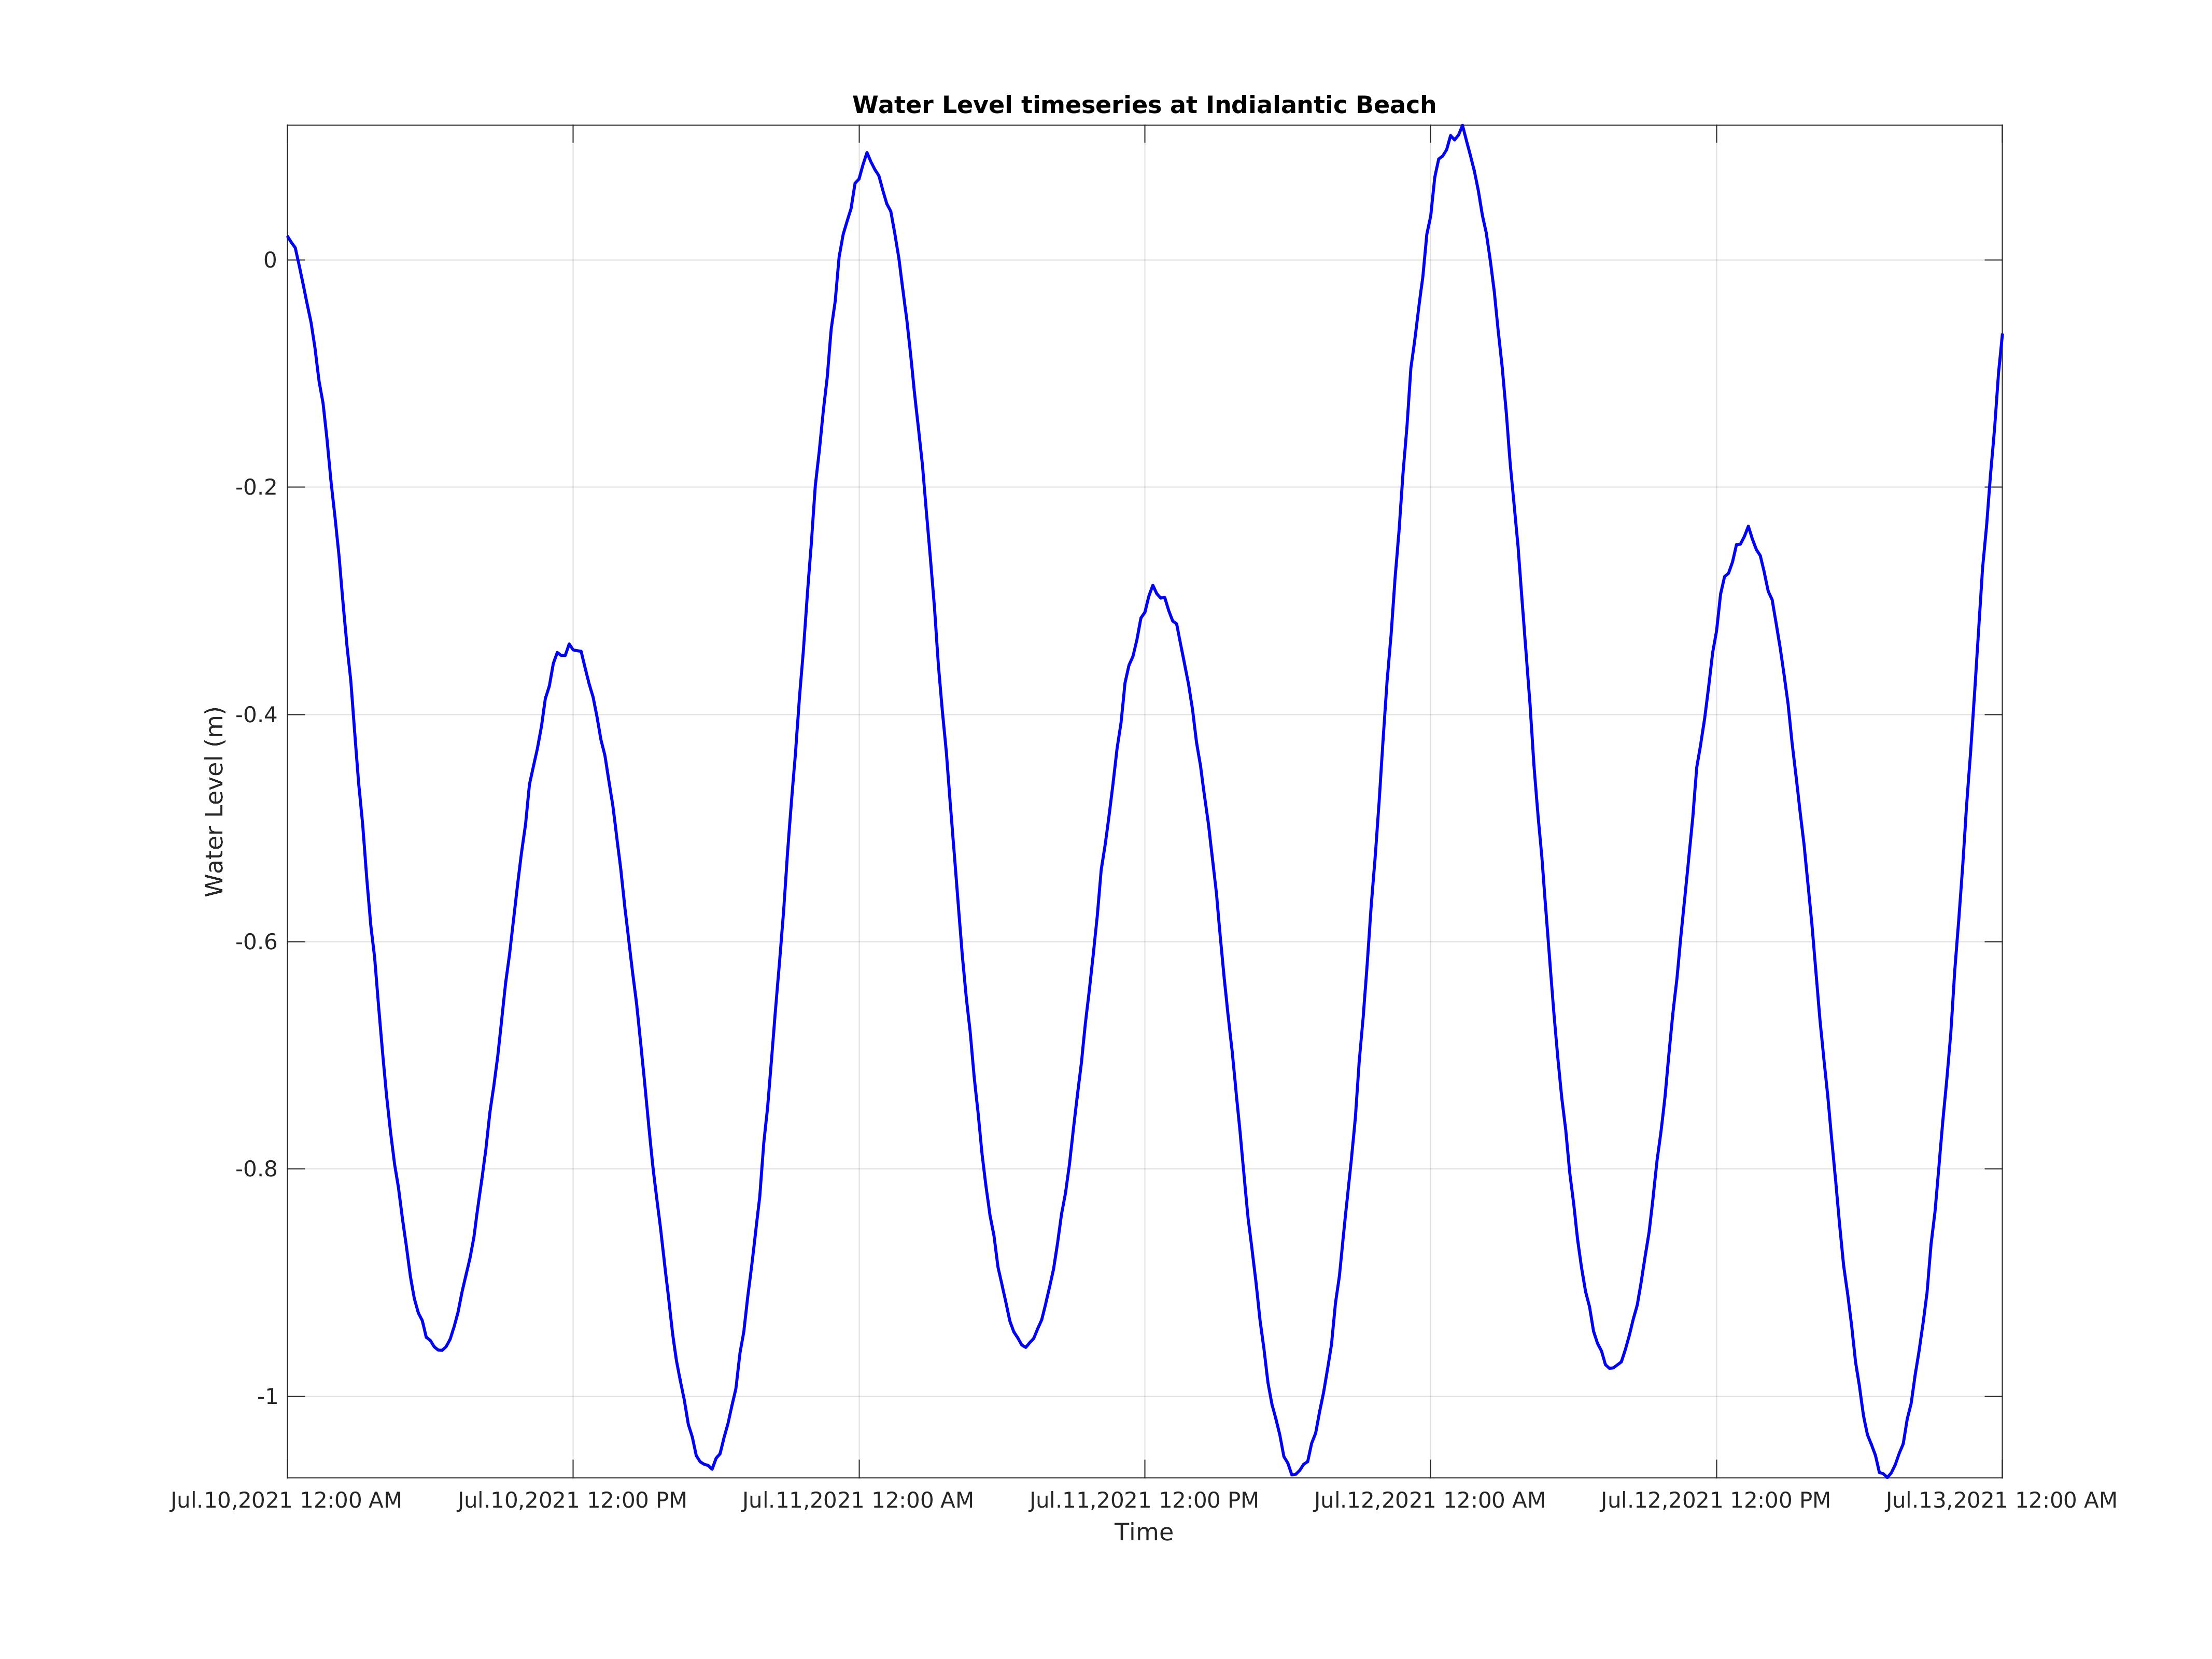 Water Level timeseries at Indialantic Beach
0
-0.2
-0.4
-0.6
-0.8
-1
Water Level (m)
Jul.10,2021 12:00 AM
Jul.10,2021 12:00 PM
Jul.11,2021 12:00 AM
Jul.11,2021 12:00 PM
Jul.12,2021 12:00 AM
Jul.12,2021 12:00 PM
Jul.13,2021 12:00 AM
Time